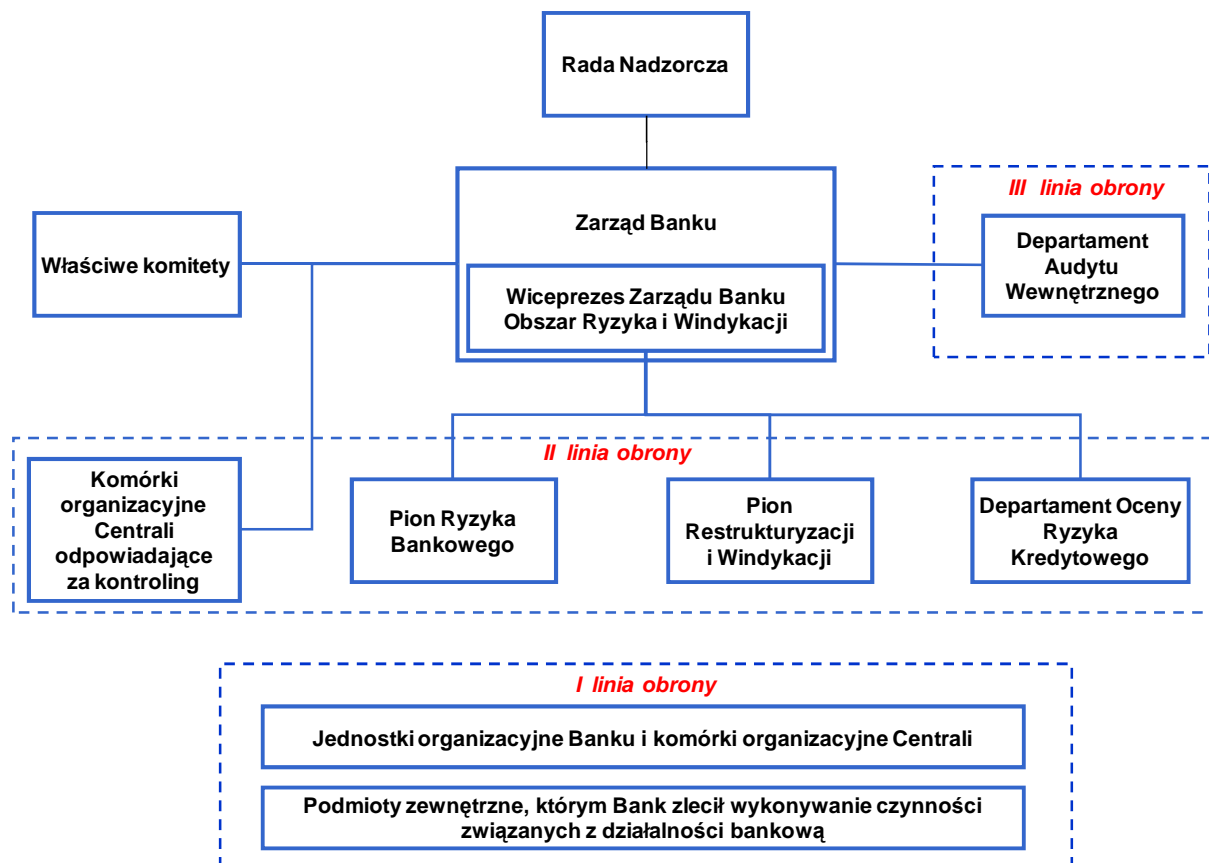 Rada Nadzorcza
Zarząd Banku
Wiceprezes Zarządu Banku
Obszar Ryzyka i Windykacji
Właściwe komitety
III linia obrony
Departament
Audytu
Wewnętrznego
II linia obrony
Komórki
organizacyjne
Centrali
odpowiadające
za kontroling
Pion Ryzyka
Bankowego
Pion
Restrukturyzacji
i Windykacji
Departament Oceny
Ryzyka
Kredytowego
I linia obrony
Jednostki organizacyjne Banku i komórki organizacyjne Centrali
Podmioty zewnętrzne, którym Bank zlecił wykonywanie czynności
związanych z działalności bankową